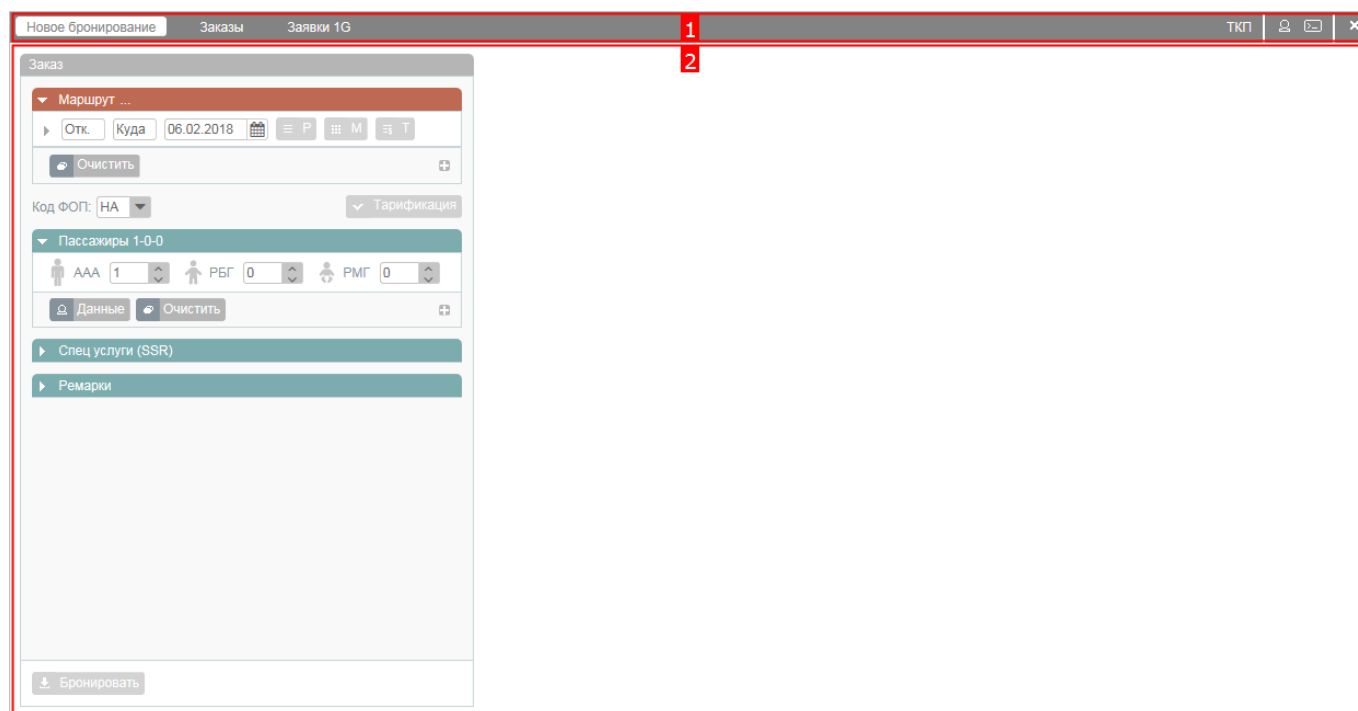 Новое бронирование Заказы Заявки 1G 1 ТКП
2
Заказ
Маршрут ...
Отк. Куда 06.02.2018 Р М Т
Очистить
Код ФОП: НА Тарификация
Пассажиры 1-0-0
ААА 1 РБГ 0 РМГ 0
Данные Очистить
Спец услуги (SSR)
Ремарки
Бронировать